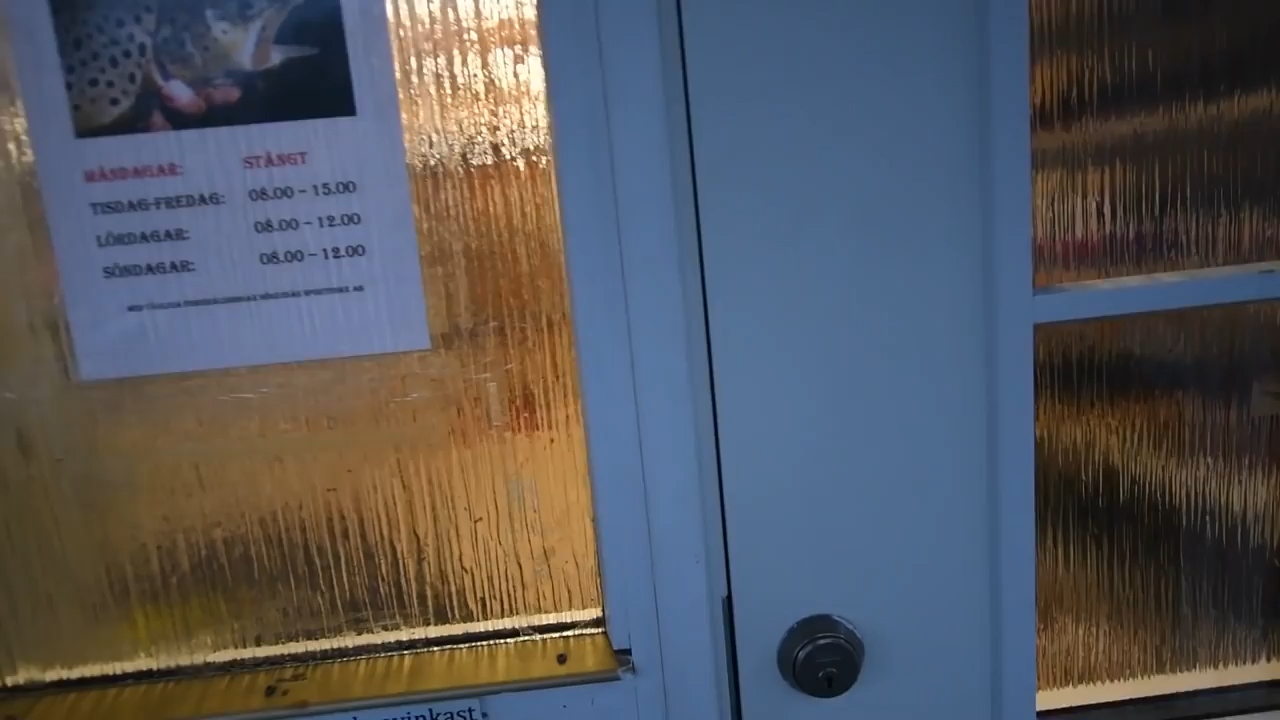 MÅNDAGAR: STÄNGT
TISDAG-FREDAG: 08.00 – 15.00
LÖRDAGAR: 08.00 – 12.00
SÖNDAGAR: 08.00 – 12.00